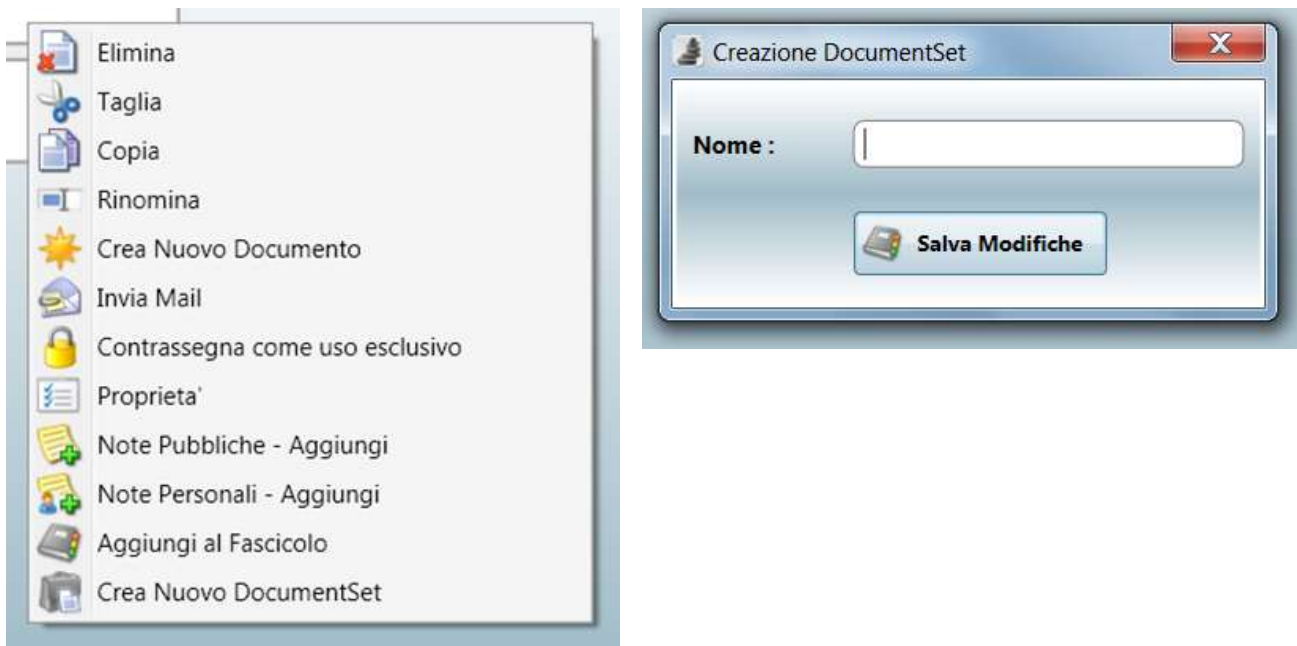 Elimina
Taglia
Copia
Rinomina
Crea Nuovo Documento
Invia Mail
Contrassegna come uso esclusivo
Proprieta'
Note Pubbliche - Aggiungi
Note Personali - Aggiungi
Aggiungi al Fascicolo
Crea Nuovo DocumentSet
Creazione DocumentSet
Nome :
Salva Modifiche